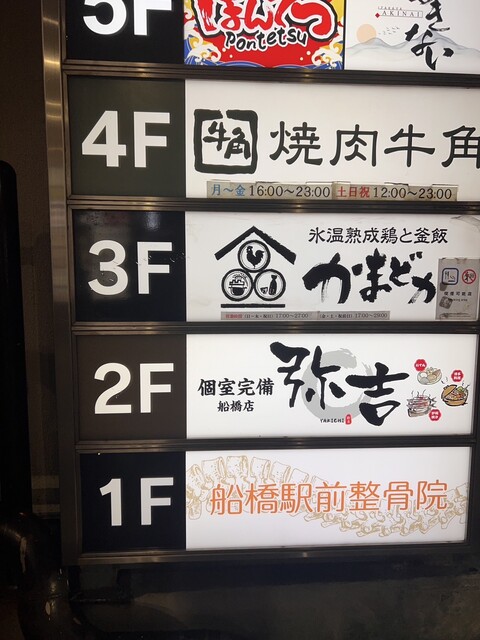 5F
ぽんてつ
Pontetsu
AKINAI
きない
4F
牛角
焼肉牛角
月～金 16:00～23:00 土日祝 12:00～23:00
3F
氷温熟成鶏と釜飯
かまどか
2F
個室完備
船橋店
弥吉
YAKICHI
1F
船橋駅前整骨院